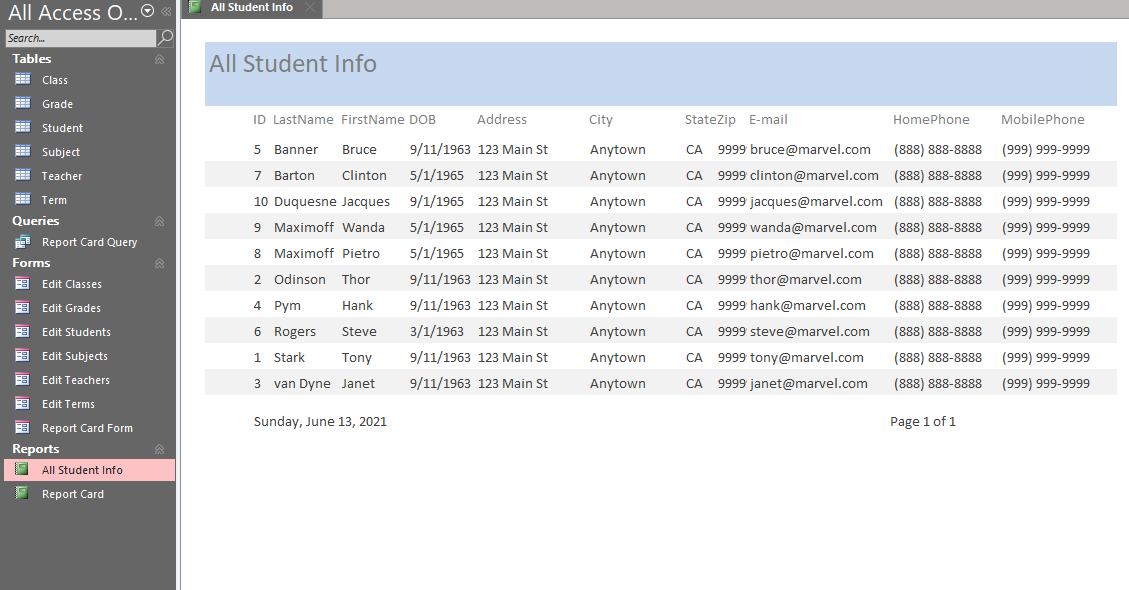 All Access O...
Search...
Tables
Class
Grade
Student
Subject
Teacher
Term
Queries
Report Card Query
Forms
Edit Classes
Edit Grades
Edit Students
Edit Subjects
Edit Teachers
Edit Terms
Report Card Form
Reports
All Student Info
Report Card
All Student Info
All Student Info
ID LastName FirstName DOB Address City StateZip E-mail HomePhone MobilePhone
5 Banner Bruce 9/11/1963 123 Main St Anytown CA 9999 bruce@marvel.com (888) 888-8888 (999) 999-9999
7 Barton Clinton 5/1/1965 123 Main St Anytown CA 9999 clinton@marvel.com (888) 888-8888 (999) 999-9999
10 Duquesne Jacques 9/1/1965 123 Main St Anytown CA 9999 jacques@marvel.com (888) 888-8888 (999) 999-9999
9 Maximoff Wanda 5/1/1965 123 Main St Anytown CA 9999 wanda@marvel.com (888) 888-8888 (999) 999-9999
8 Maximoff Pietro 5/1/1965 123 Main St Anytown CA 9999 pietro@marvel.com (888) 888-8888 (999) 999-9999
2 Odinson Thor 9/11/1963 123 Main St Anytown CA 9999 thor@marvel.com (888) 888-8888 (999) 999-9999
4 Pym Hank 9/11/1963 123 Main St Anytown CA 9999 hank@marvel.com (888) 888-8888 (999) 999-9999
6 Rogers Steve 3/1/1963 123 Main St Anytown CA 9999 steve@marvel.com (888) 888-8888 (999) 999-9999
1 Stark Tony 9/11/1963 123 Main St Anytown CA 9999 tony@marvel.com (888) 888-8888 (999) 999-9999
3 van Dyne Janet 9/11/1963 123 Main St Anytown CA 9999 janet@marvel.com (888) 888-8888 (999) 999-9999
Sunday, June 13, 2021 Page 1 of 1